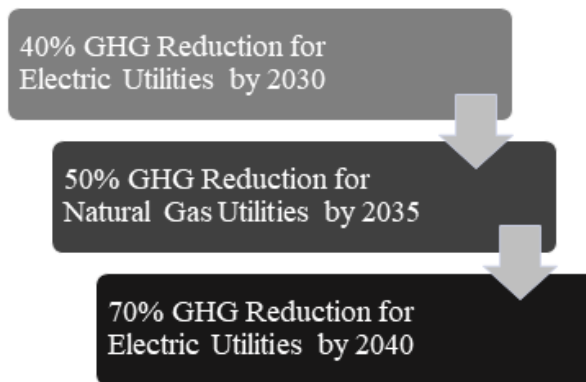 40% GHG Reduction for
Electric Utilities by 2030
50% GHG Reduction for
Natural Gas Utilities by 2035
70% GHG Reduction for
Electric Utilities by 2040